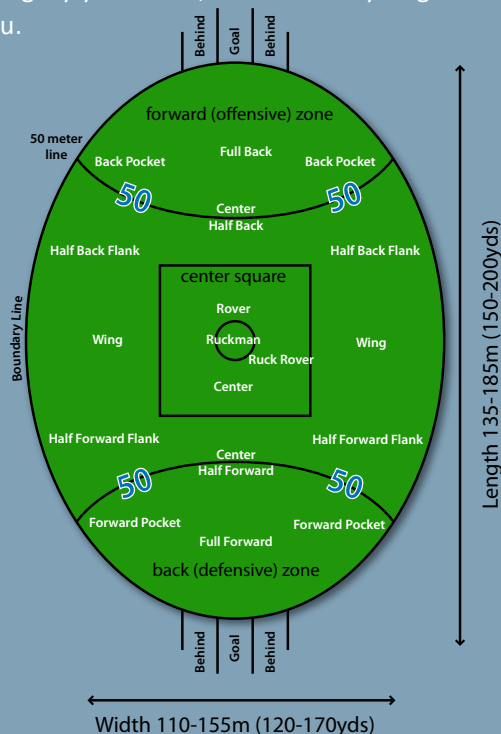 u.
Behind
Goal
Behind
forward (offensive) zone
50 meter
line
Back Pocket
Full Back
Back Pocket
50
50
Center
Half Back
Half Back Flank
Half Back Flank
center square
Boundary Line
Rover
Wing
Ruckman
Wing
Ruck Rover
Center
Half Forward Flank
Half Forward Flank
Center
Half Forward
50
50
Forward Pocket
Forward Pocket
Full Forward
back (defensive) zone
Behind
Goal
Behind
Length 135-185m (150-200yds)
Width 110-155m (120-170yds)